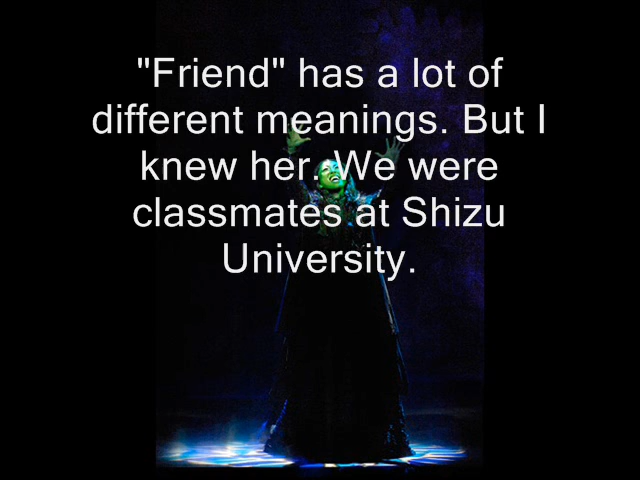 "Friend" has a lot of
different meanings. But I
knew her. We were
classmates at Shizu
University.